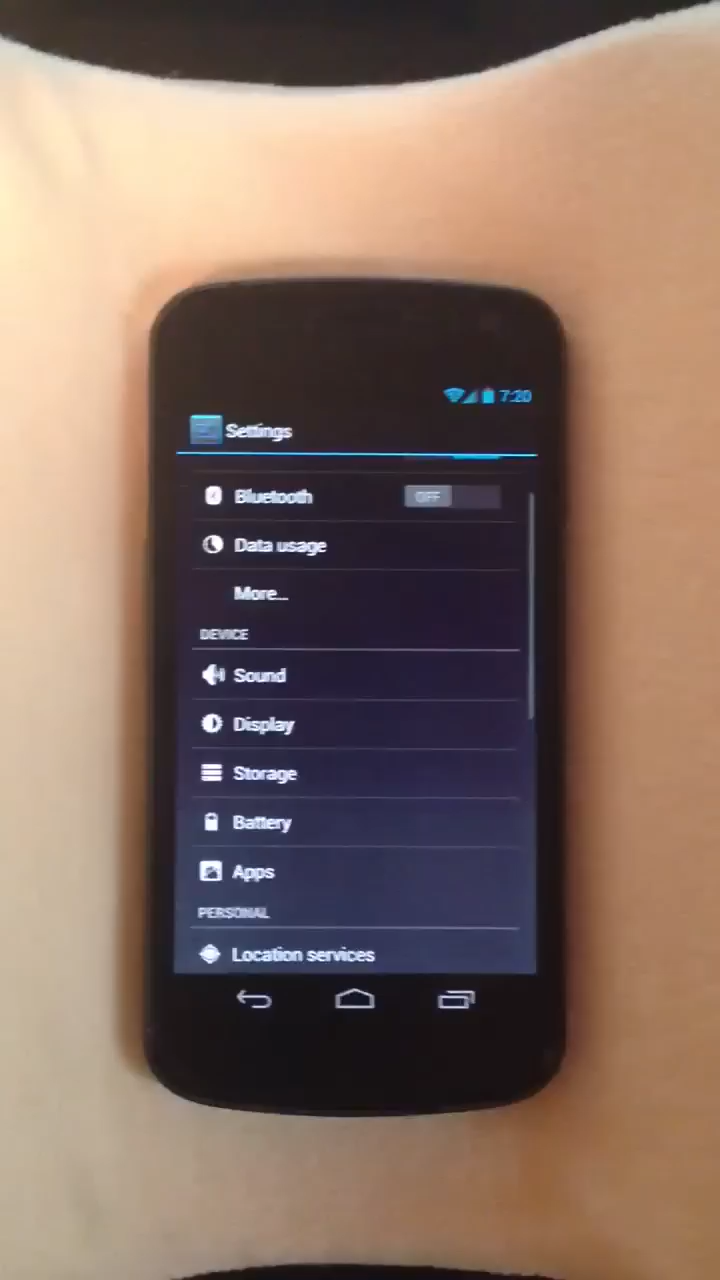 7:20
Settings
Bluetooth OFF
Data usage
More...
DEVICE
Sound
Display
Storage
Battery
Apps
PERSONAL
Location services